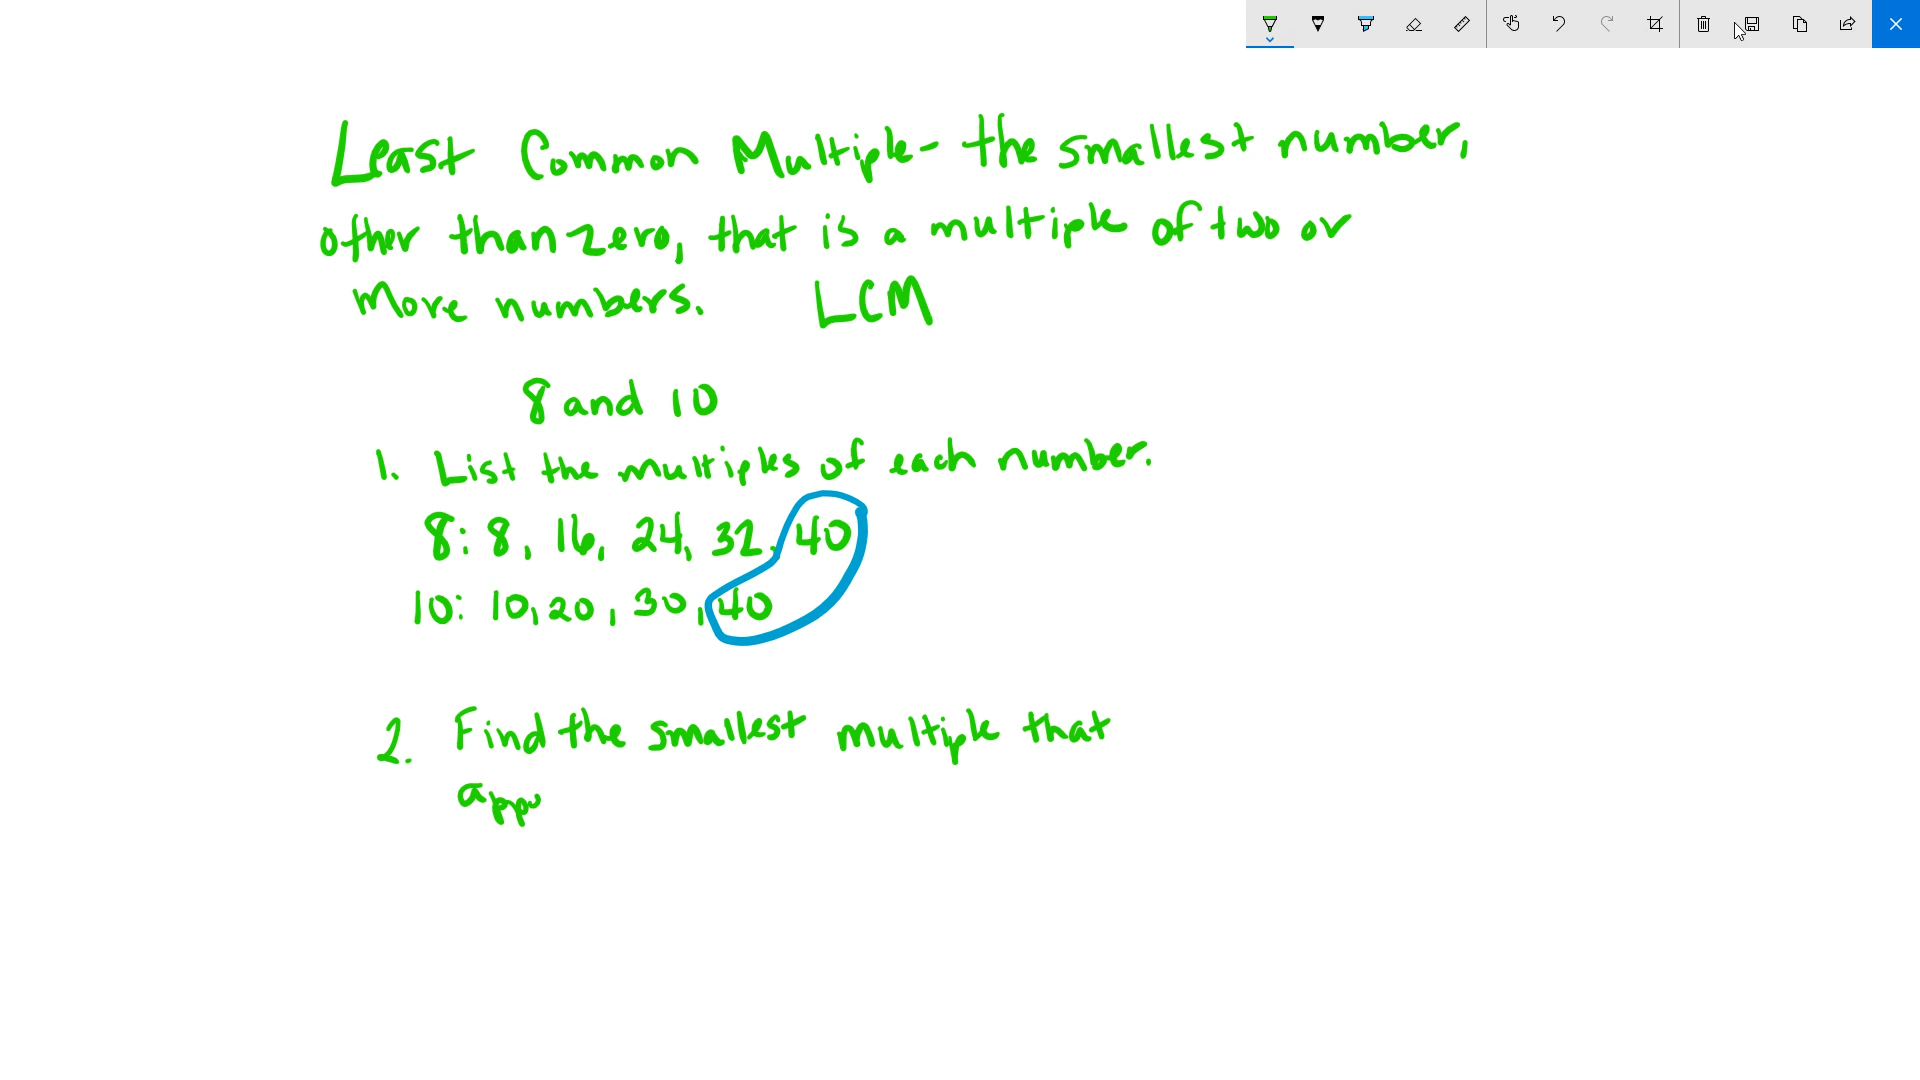 Least Common Multiple- the smallest number,
other than zero, that is a multiple of two or
more numbers. LCM
8 and 10
1. List the multiples of each number.
8: 8, 16, 24, 32, 40
10: 10, 20, 30, 40
2. Find the smallest multiple that